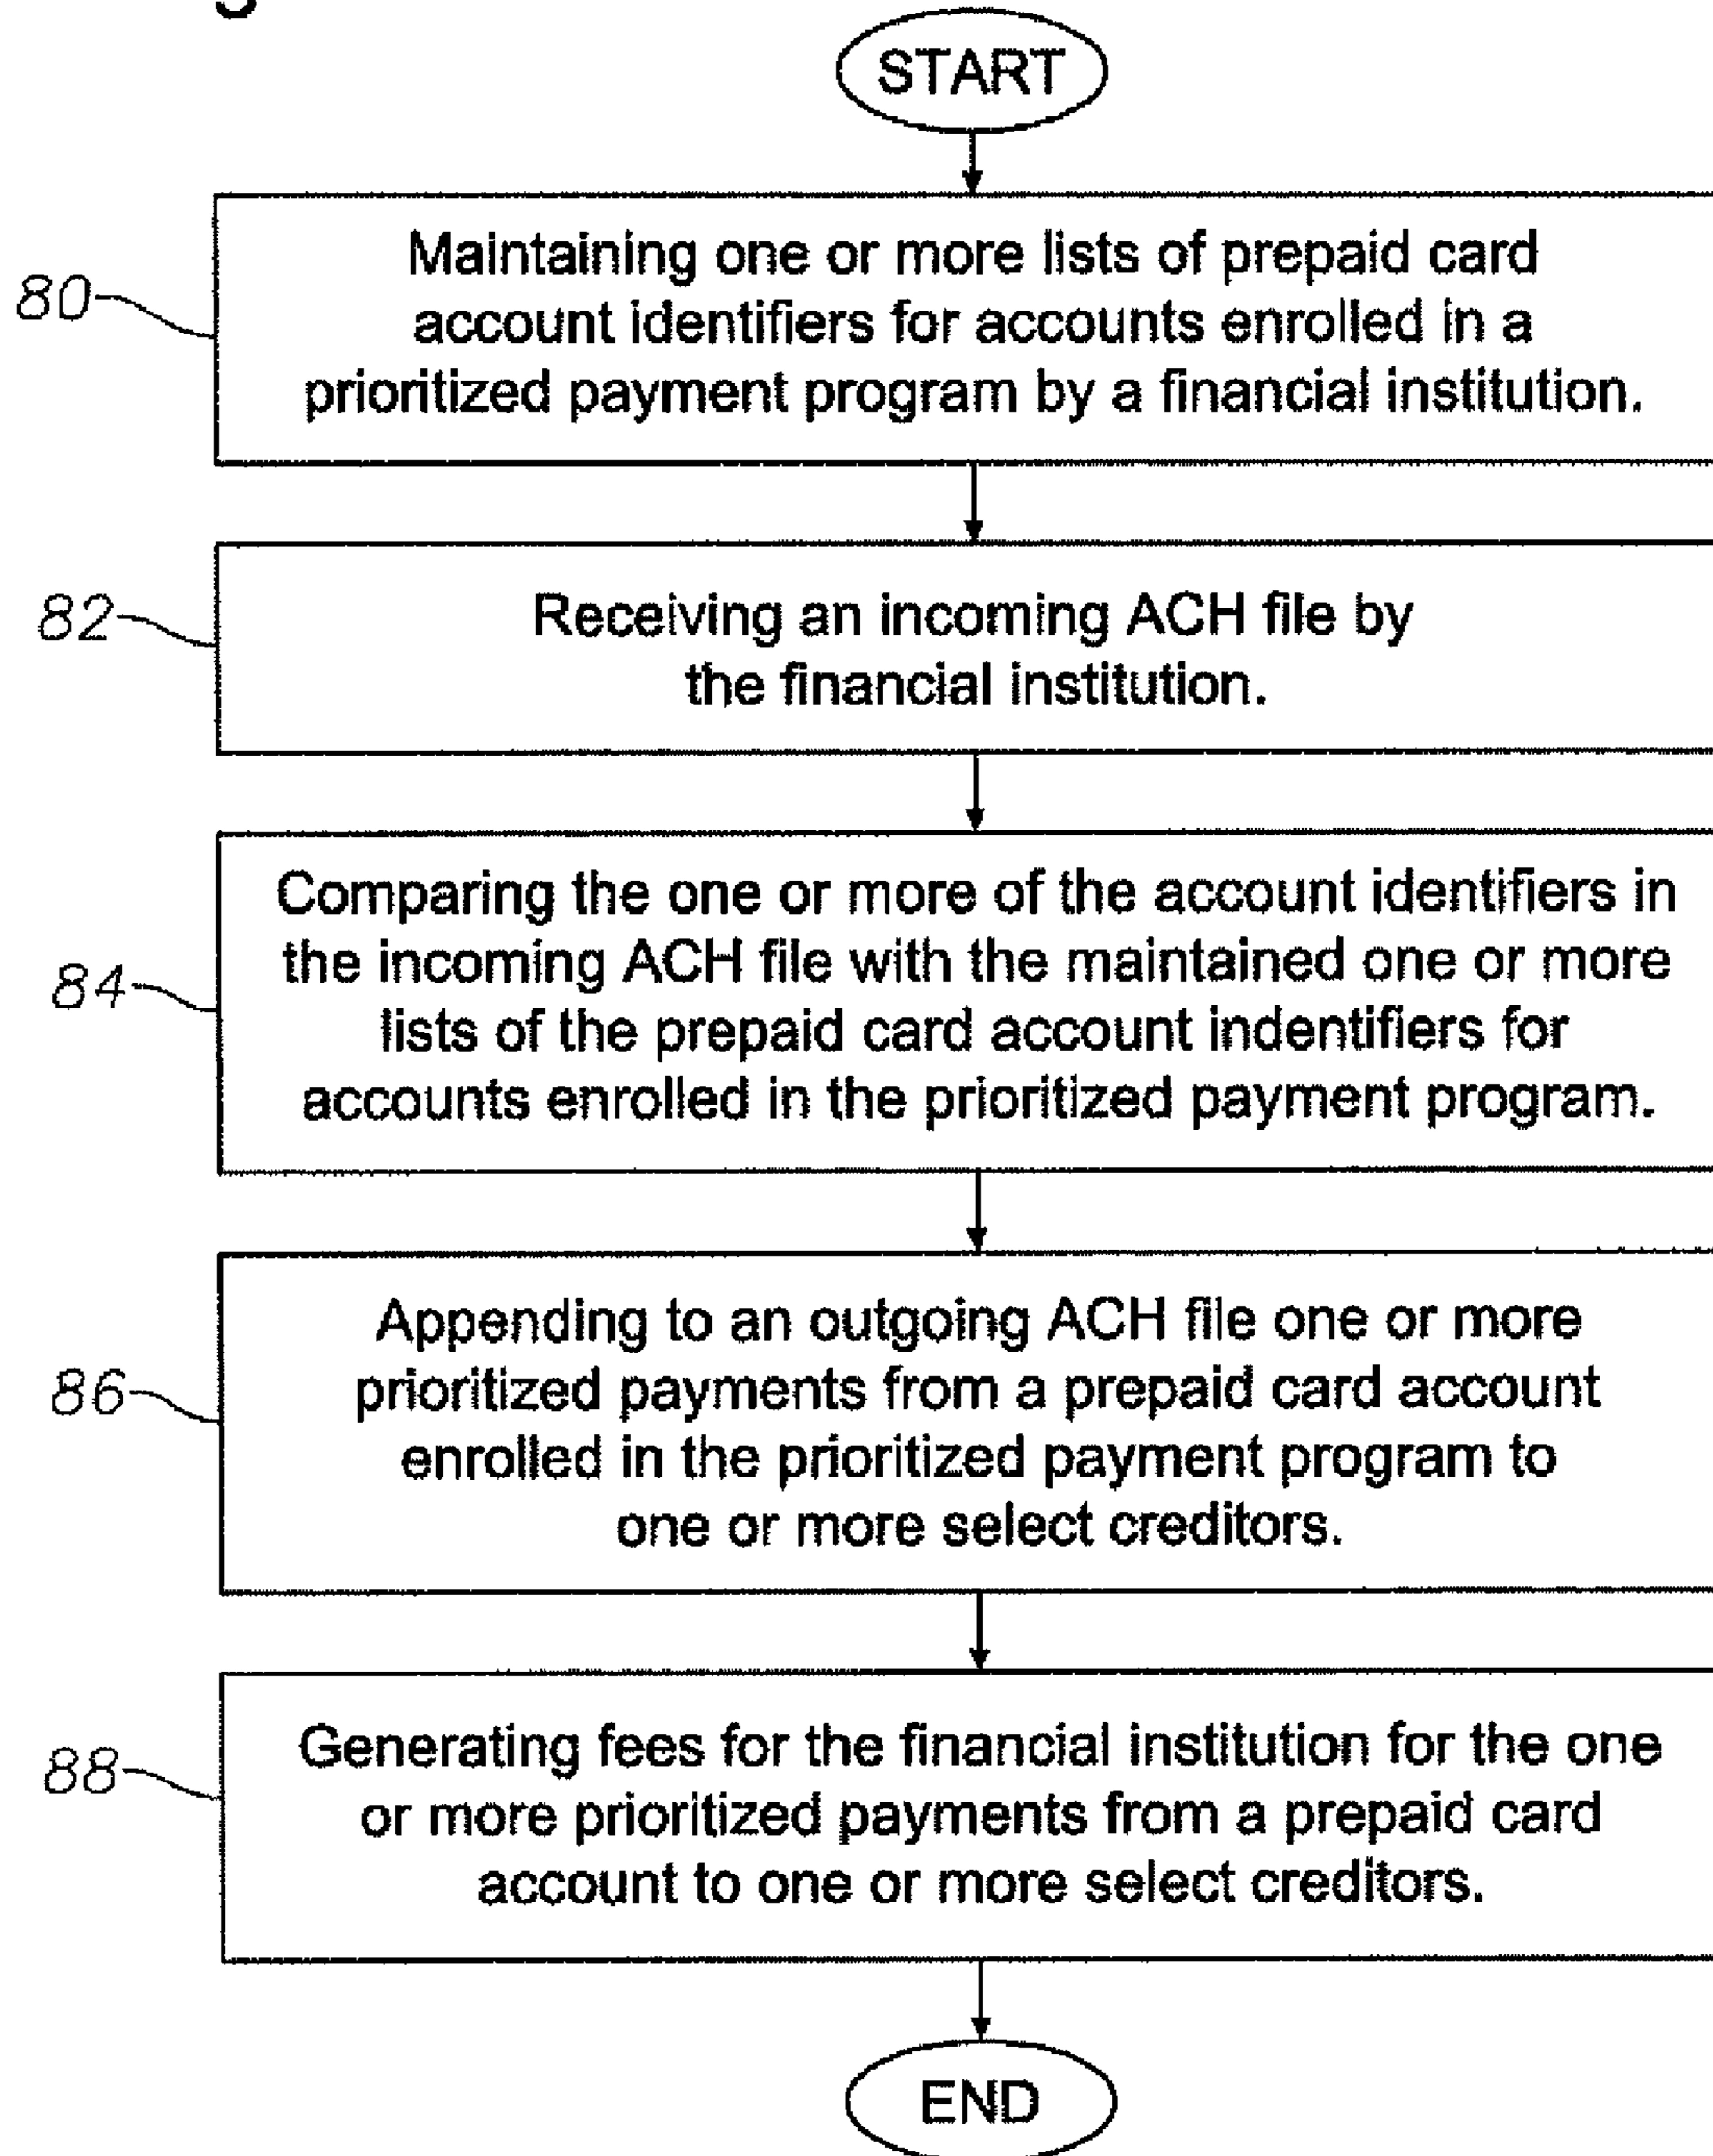 START
80
Maintaining one or more lists of prepaid card
account identifiers for accounts enrolled in a
prioritized payment program by a financial institution.
82
Receiving an incoming ACH file by
the financial institution.
84
Comparing the one or more of the account identifiers in
the incoming ACH file with the maintained one or more
lists of the prepaid card account indentifiers for
accounts enrolled in the prioritized payment program.
86
Appending to an outgoing ACH file one or more
prioritized payments from a prepaid card account
enrolled in the prioritized payment program to
one or more select creditors.
88
Generating fees for the financial institution for the one
or more prioritized payments from a prepaid card
account to one or more select creditors.
END